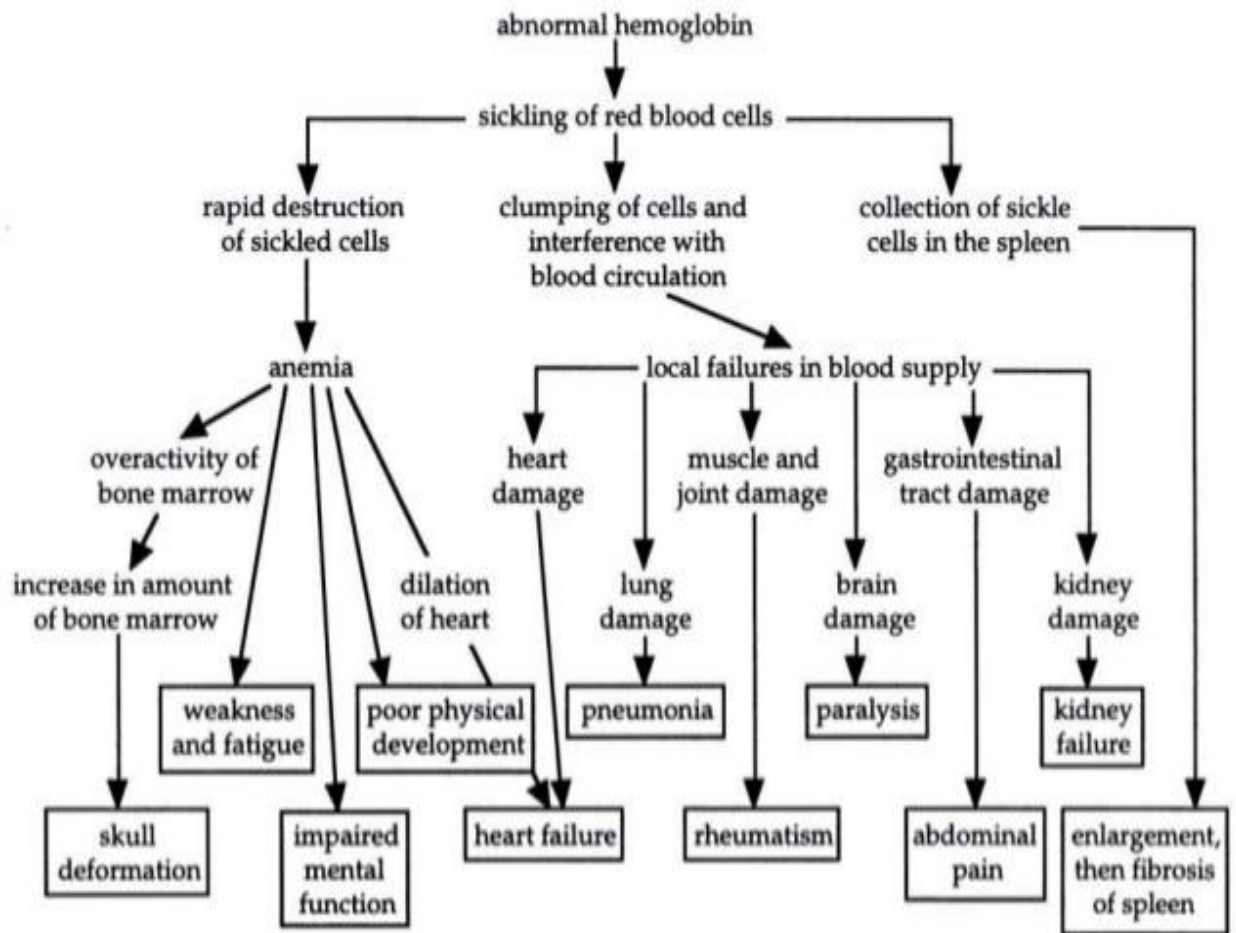 abnormal hemoglobin
sickling of red blood cells
rapid destruction
of sickled cells
clumping of cells and
interference with
blood circulation
collection of sickle
cells in the spleen
anemia
local failures in blood supply
overactivity of
bone marrow
heart
damage
muscle and
joint damage
gastrointestinal
tract damage
increase in amount
of bone marrow
dilation
of heart
lung
damage
brain
damage
kidney
damage
weakness
and fatigue
poor physical
development
pneumonia
paralysis
kidney
failure
skull
deformation
impaired
mental
function
heart failure
rheumatism
abdominal
pain
enlargement,
then fibrosis
of spleen